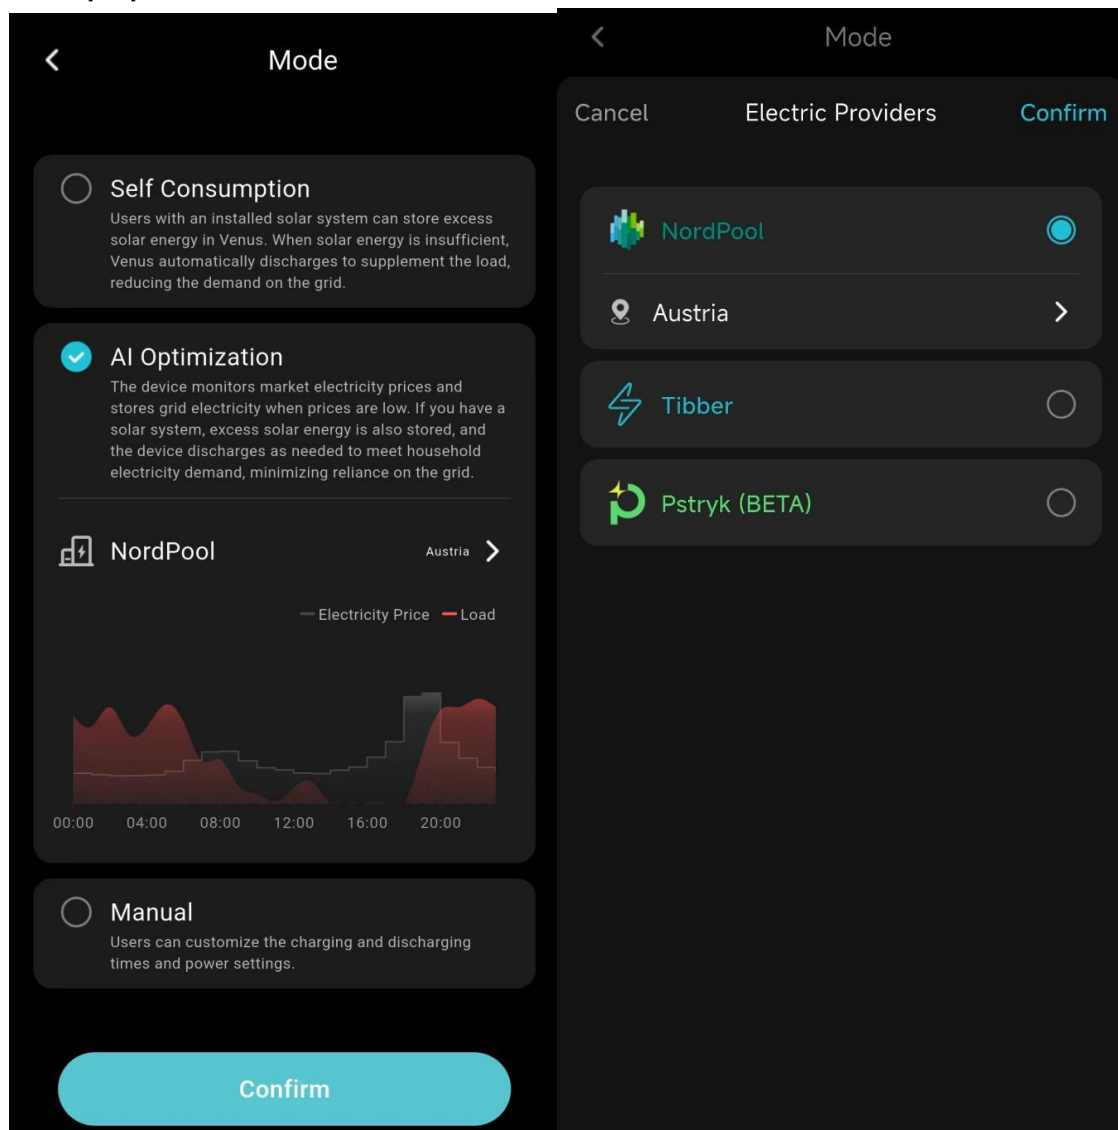 Mode
Self Consumption
Users with an installed solar system can store excess
solar energy in Venus. When solar energy is insufficient,
Venus automatically discharges to supplement the load,
reducing the demand on the grid.
AI Optimization
The device monitors market electricity prices and
stores grid electricity when prices are low. If you have a
solar system, excess solar energy is also stored, and
the device discharges as needed to meet household
electricity demand, minimizing reliance on the grid.
NordPool Austria
Electricity Price Load
00:00 04:00 08:00 12:00 16:00 20:00
Manual
Users can customize the charging and discharging
times and power settings.
Confirm
Mode
Cancel Electric Providers Confirm
NordPool
Austria
Tibber
Pstryk (BETA)